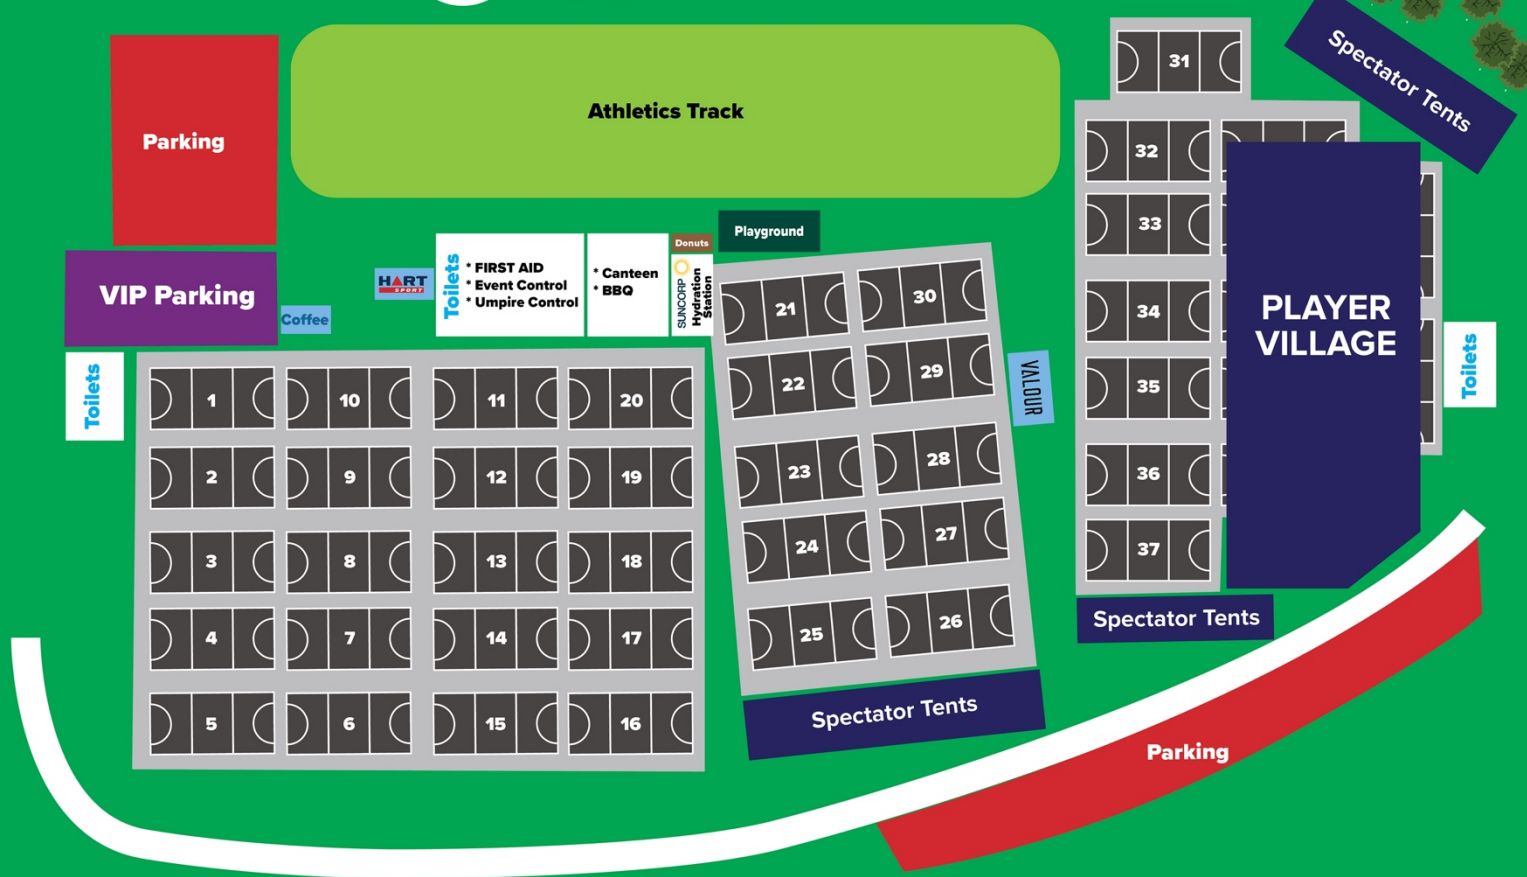 31
Spectator Tents
Athletics Track
Parking
32
33
Playground
Donuts
Toilets
* FIRST AID
* Event Control
* Umpire Control
* Canteen
* BBQ
SUNCORP
Hydration
Station
HART
SPORT
VIP Parking
Coffee
21
30
22
29
VALOUR
34
35
36
37
PLAYER
VILLAGE
Toilets
Toilets
1
10
11
20
2
9
12
19
3
8
13
18
4
7
14
17
5
6
15
16
23
28
24
27
25
26
Spectator Tents
Spectator Tents
Parking